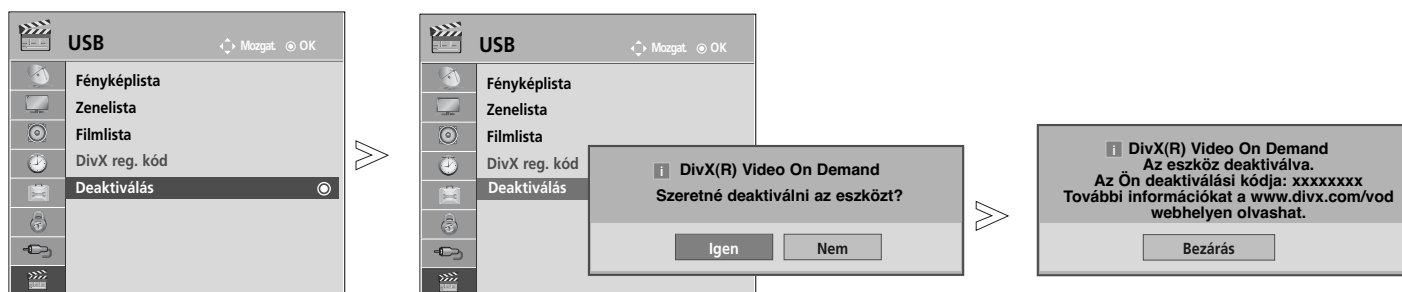 USB
Mozgat. OK
Fényképlista
Zenelista
Filmlista
DivX reg. kód
Deaktiválás
USB
Mozgat. OK
Fényképlista
Zenelista
Filmlista
DivX reg. kód
Deaktiválás
i DivX(R) Video On Demand
Szeretné deaktiválni az eszközt?
Igen Nem
i DivX(R) Video On Demand
Az eszköz deaktiválva.
Az Ön deaktiválási kódja: xxxxxxxx
További információkat a www.divx.com/vod
webhelyen olvashat.
Bezárás